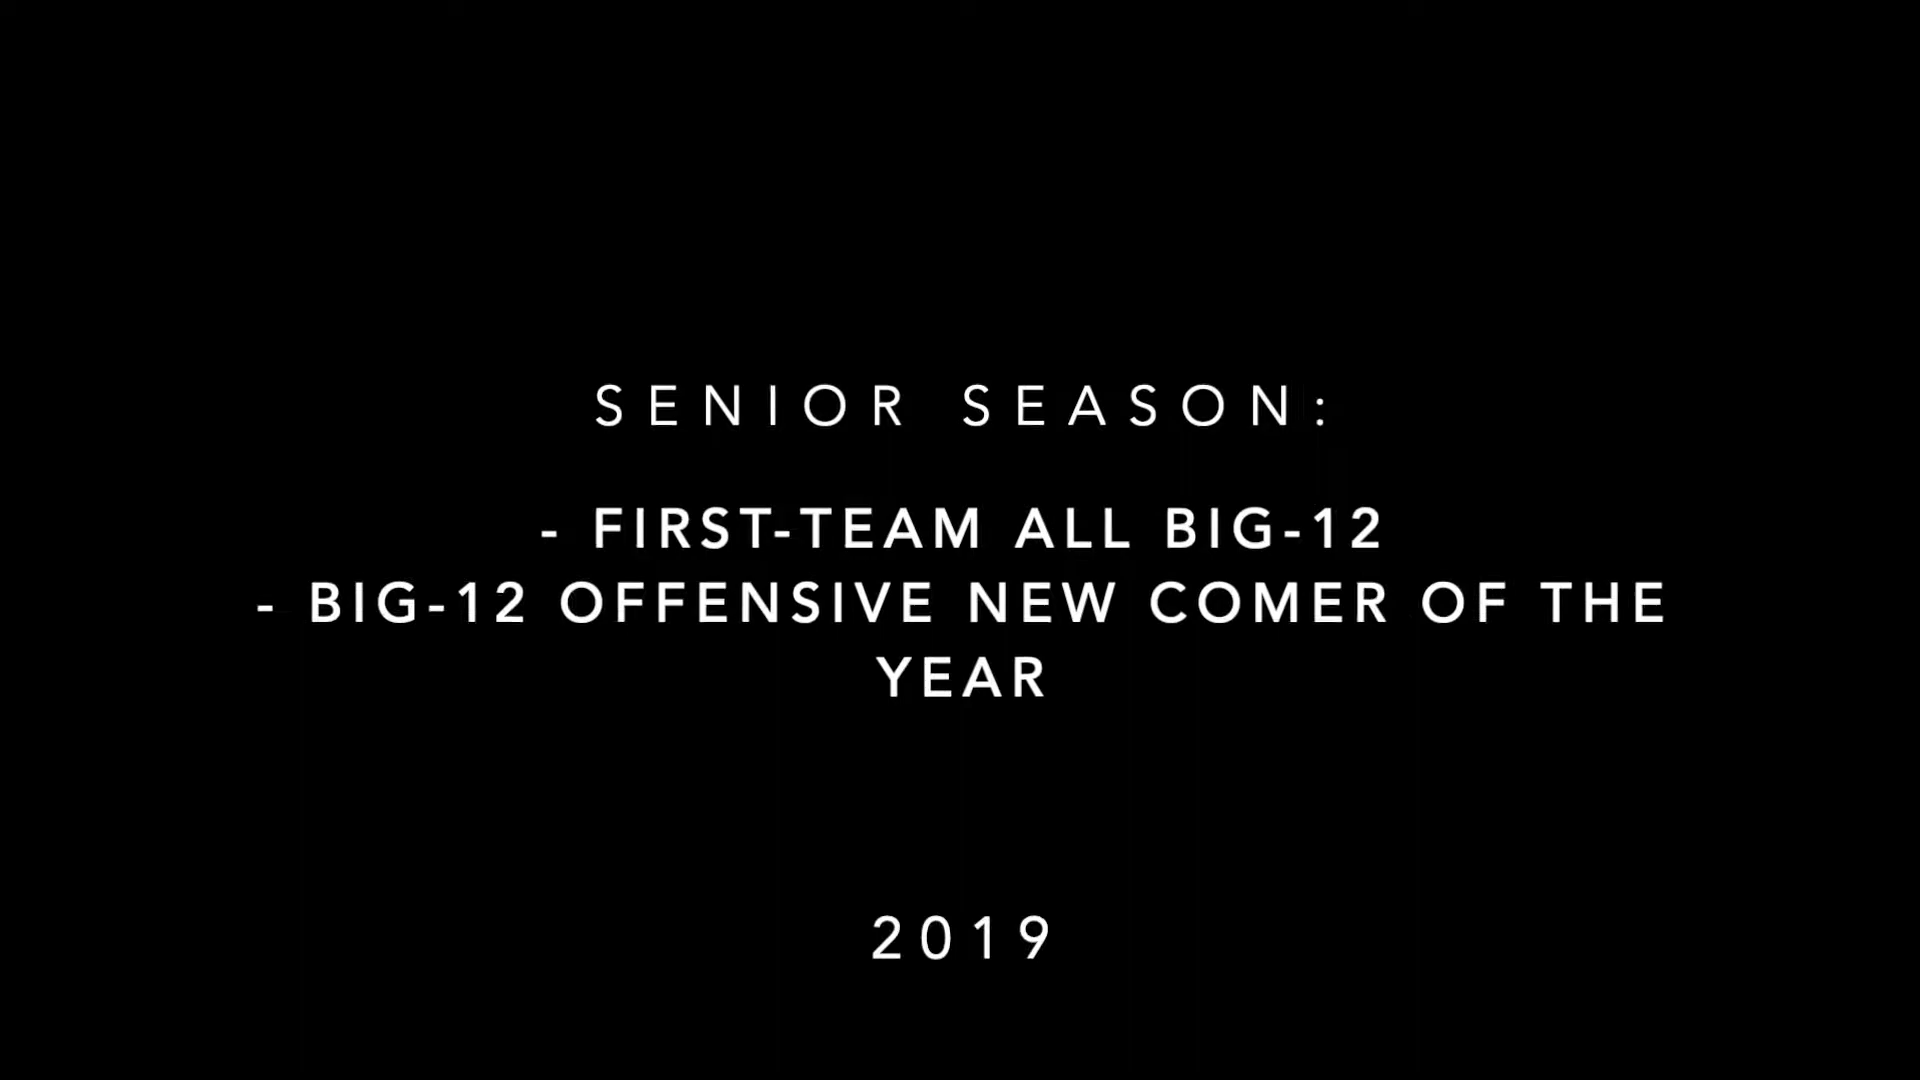 SENIOR SEASON:
- FIRST-TEAM ALL BIG-12
- BIG-12 OFFENSIVE NEW COMER OF THE
YEAR
2019